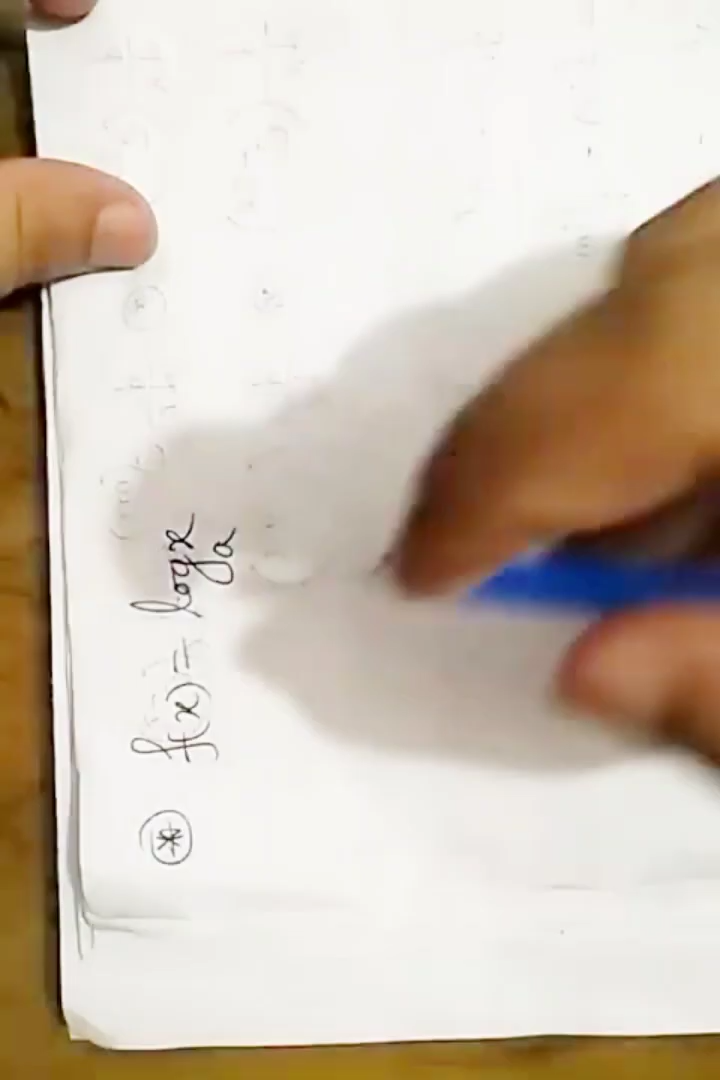 ⊛ f(x) = logₐx